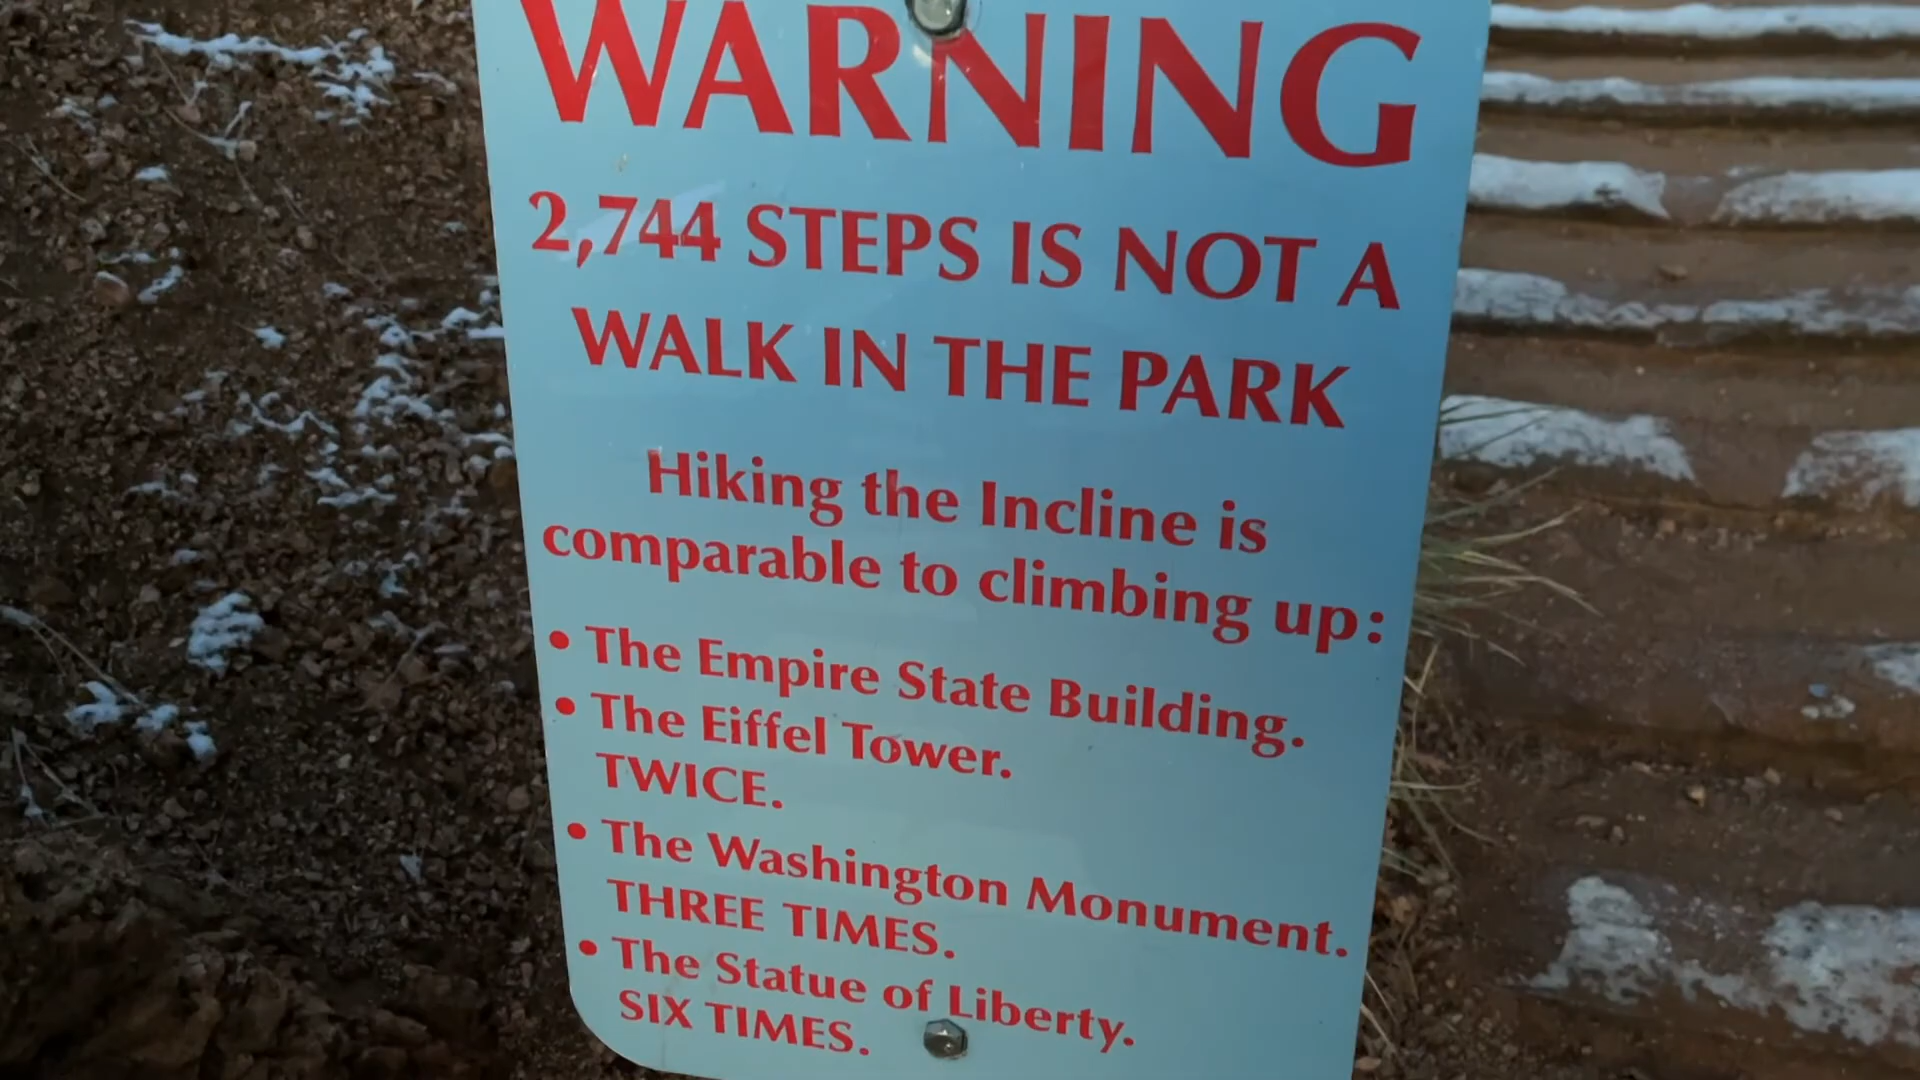 WARNING
2,744 STEPS IS NOT A
WALK IN THE PARK
Hiking the Incline is
comparable to climbing up:
• The Empire State Building.
• The Eiffel Tower.
TWICE.
• The Washington Monument.
THREE TIMES.
• The Statue of Liberty.
SIX TIMES.